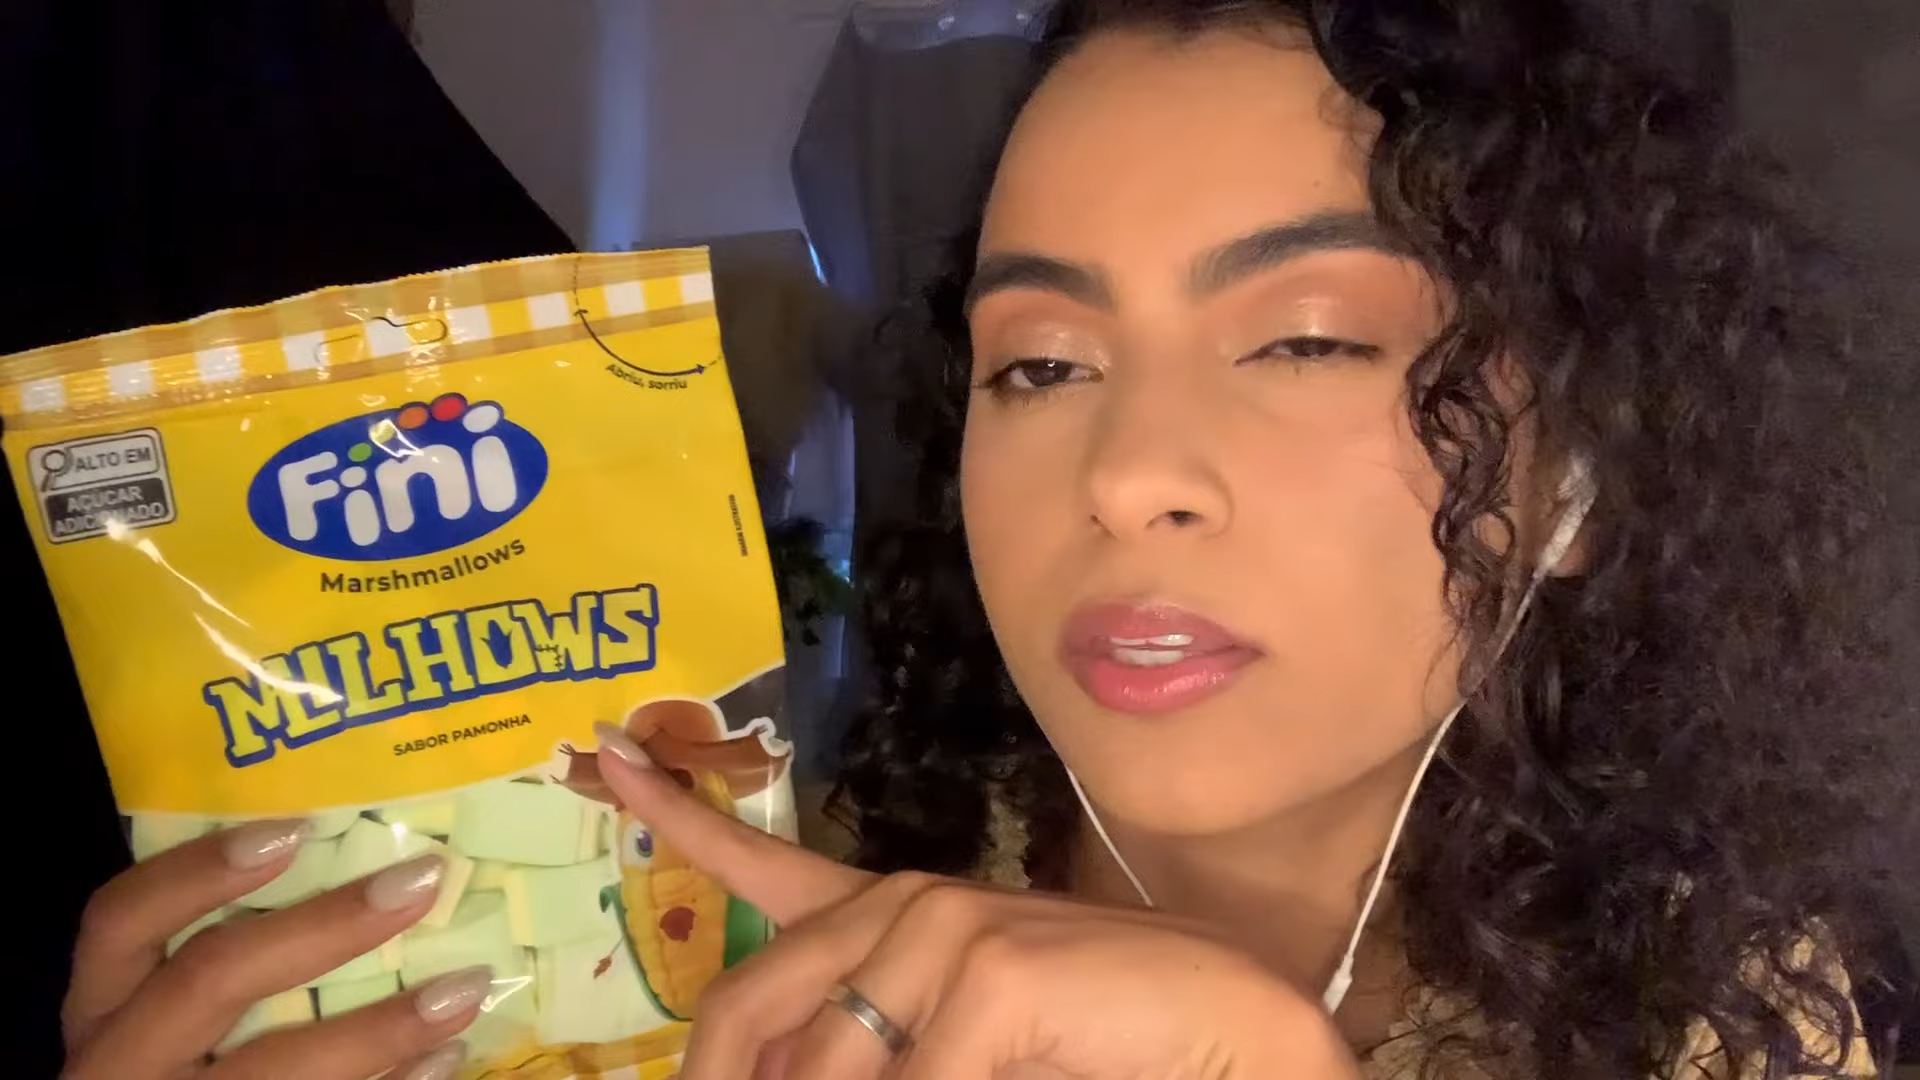 Abriu, sorriu
ALTO EM
AÇÚCAR
ADICIONADO
Fini
Marshmallows
MILHOWS
SABOR PAMONHA